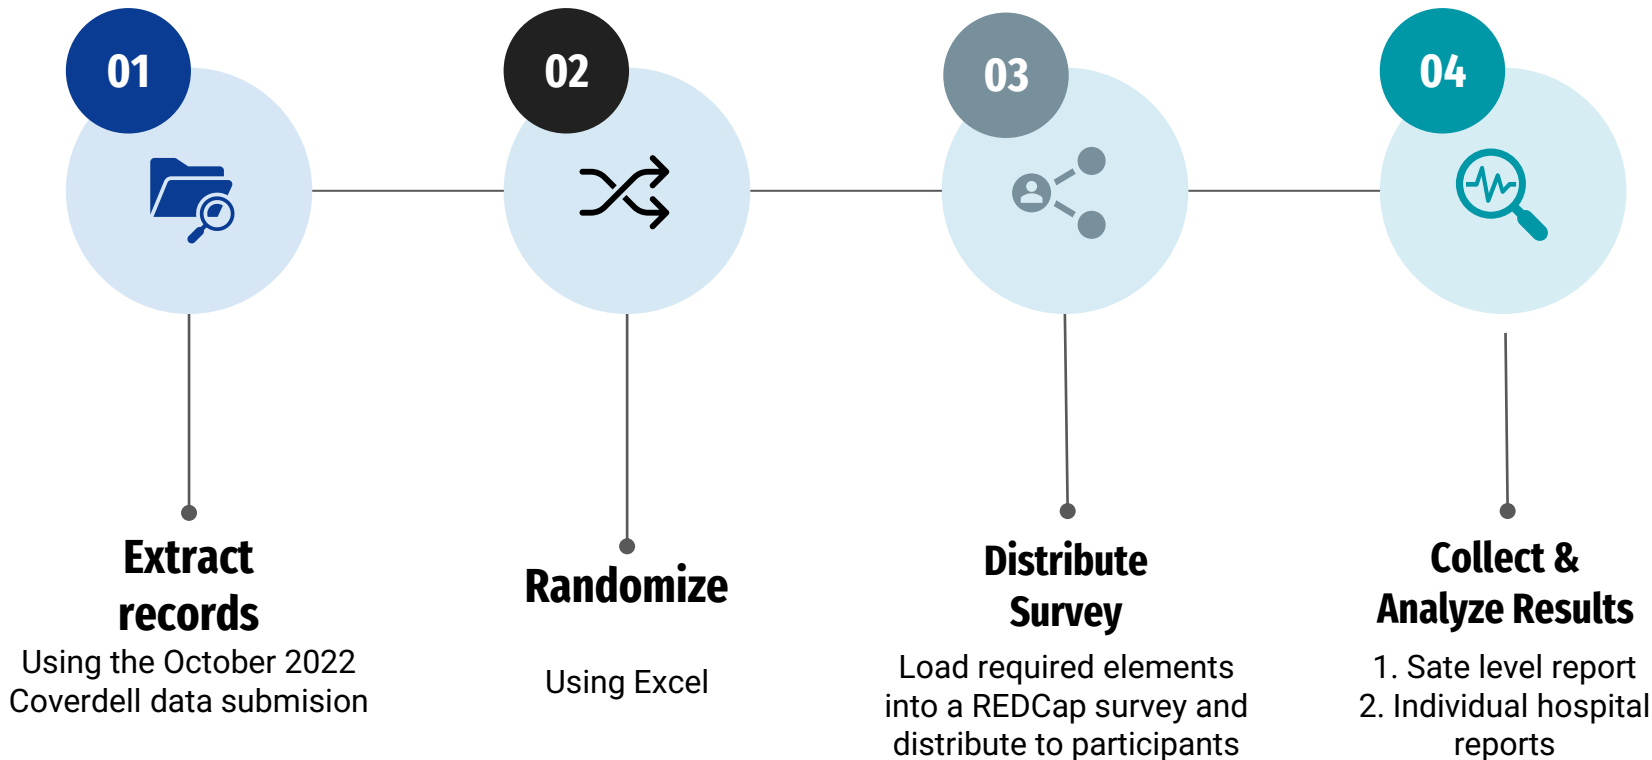 01
Extract
records
Using the October 2022
Coverdell data submision
02
Randomize
Using Excel
03
Distribute
Survey
Load required elements
into a REDCap survey and
distribute to participants
04
Collect &
Analyze Results
1. Sate level report
2. Individual hospital
reports